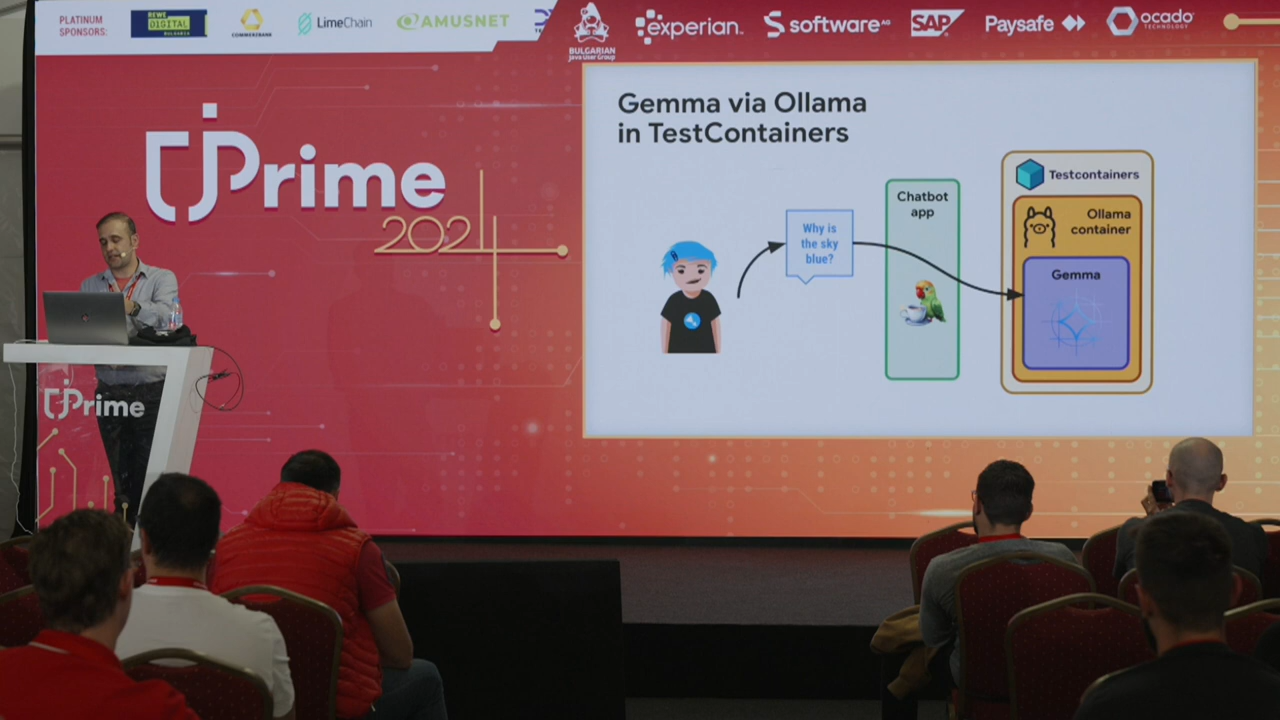 PLATINUM
SPONSORS:
REWE
DIGITAL
BULGARIA
COMMERZBANK
LimeChain
AMUSNET
BULGARIAN
Java User Group
experian.
software AG
SAP
Paysafe
ocado
TECHNOLOGY
jPrime
2024
Gemma via Ollama
in TestContainers
Why is
the sky
blue?
Chatbot
app
Testcontainers
Ollama
container
Gemma
jPrime